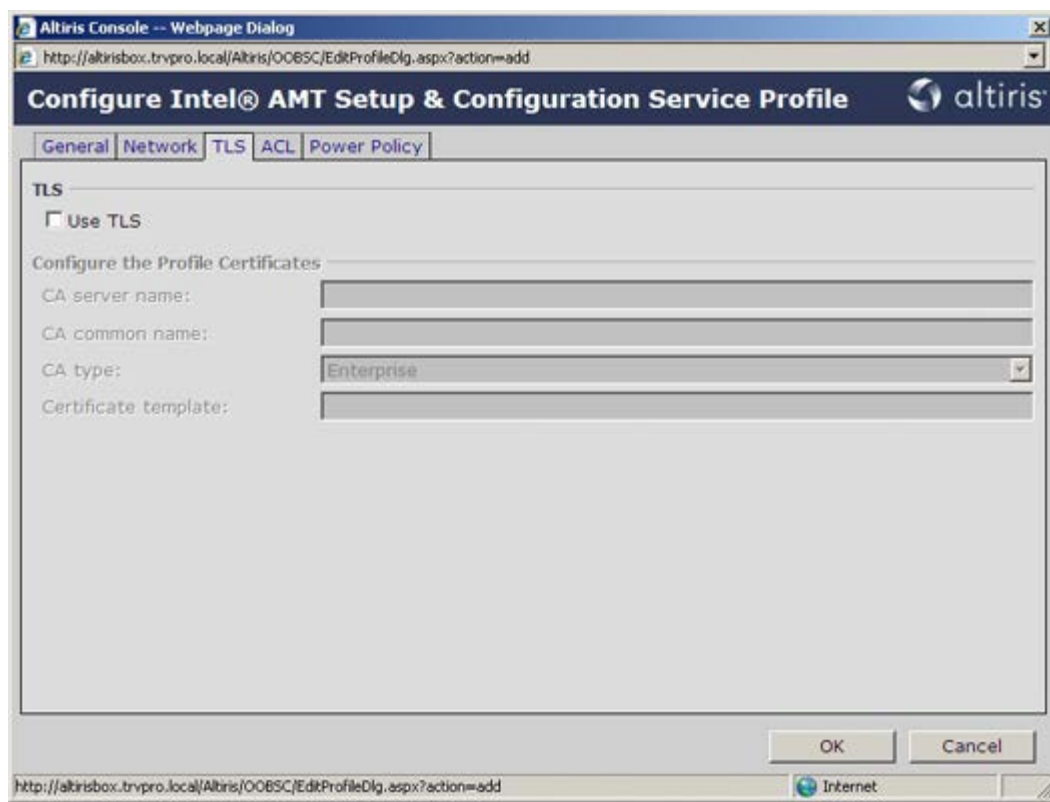 Altiris Console -- Webpage Dialog
http://altirisbox.trvpro.local/Altiris/OOBSC/EditProfileDlg.aspx?action=add
Configure Intel® AMT Setup & Configuration Service Profile
altiris
General Network TLS ACL Power Policy
TLS
Use TLS
Configure the Profile Certificates
CA server name:
CA common name:
CA type: Enterprise
Certificate template:
OK Cancel
http://altirisbox.trvpro.local/Altiris/OOBSC/EditProfileDlg.aspx?action=add Internet